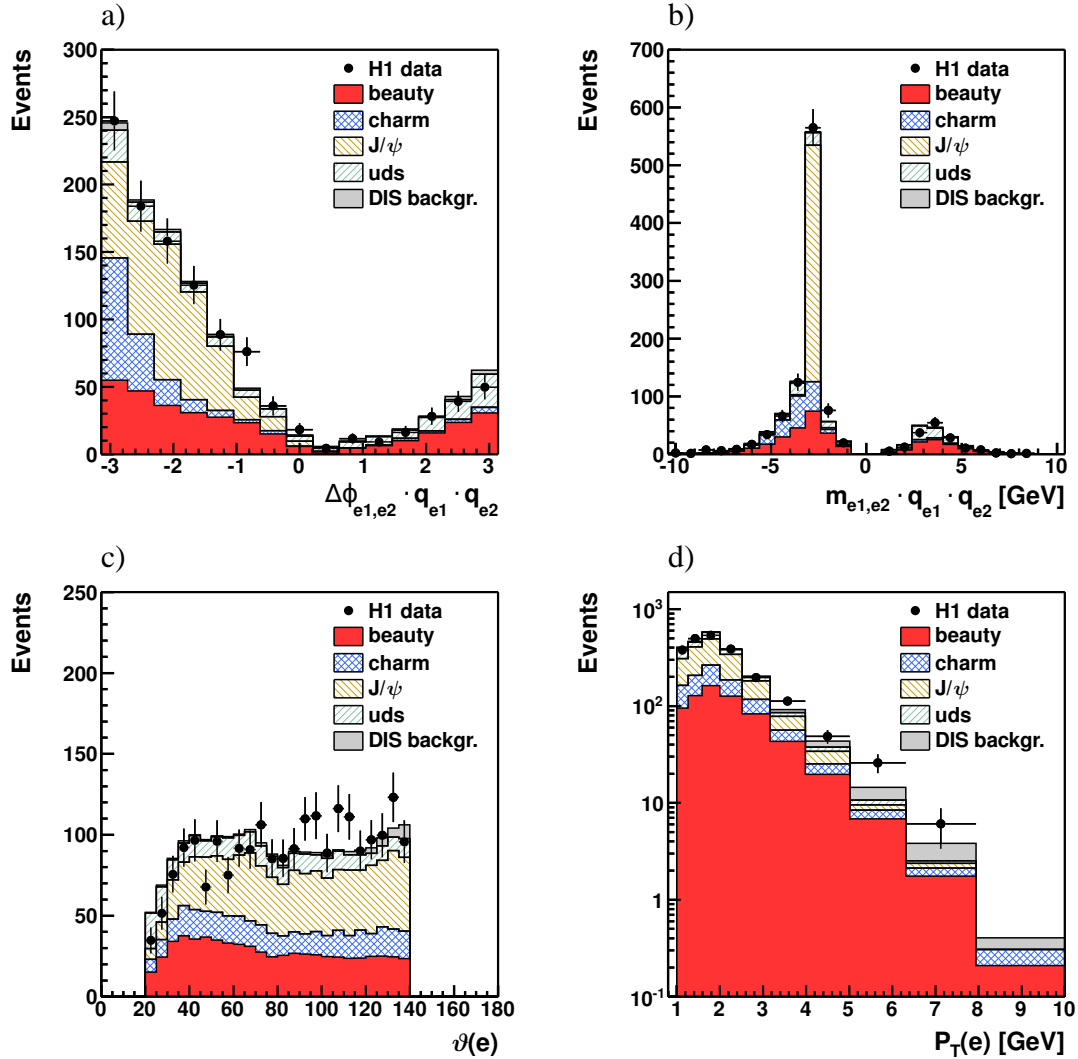 a)
Events
300
250
200
150
100
50
0
-3 -2 -1 0 1 2 3
Δϕe1,e2 · qe1 · qe2
H1 data
beauty
charm
J/ψ
uds
DIS backgr.
b)
Events
700
600
500
400
300
200
100
0
-10 -5 0 5 10
me1,e2 · qe1 · qe2 [GeV]
H1 data
beauty
charm
J/ψ
uds
DIS backgr.
c)
Events
250
200
150
100
50
0
0 20 40 60 80 100 120 140 160 180
ϑ(e)
H1 data
beauty
charm
J/ψ
uds
DIS backgr.
d)
Events
10³
10²
10
1
10⁻¹
1 2 3 4 5 6 7 8 9 10
PT(e) [GeV]
H1 data
beauty
charm
J/ψ
uds
DIS backgr.